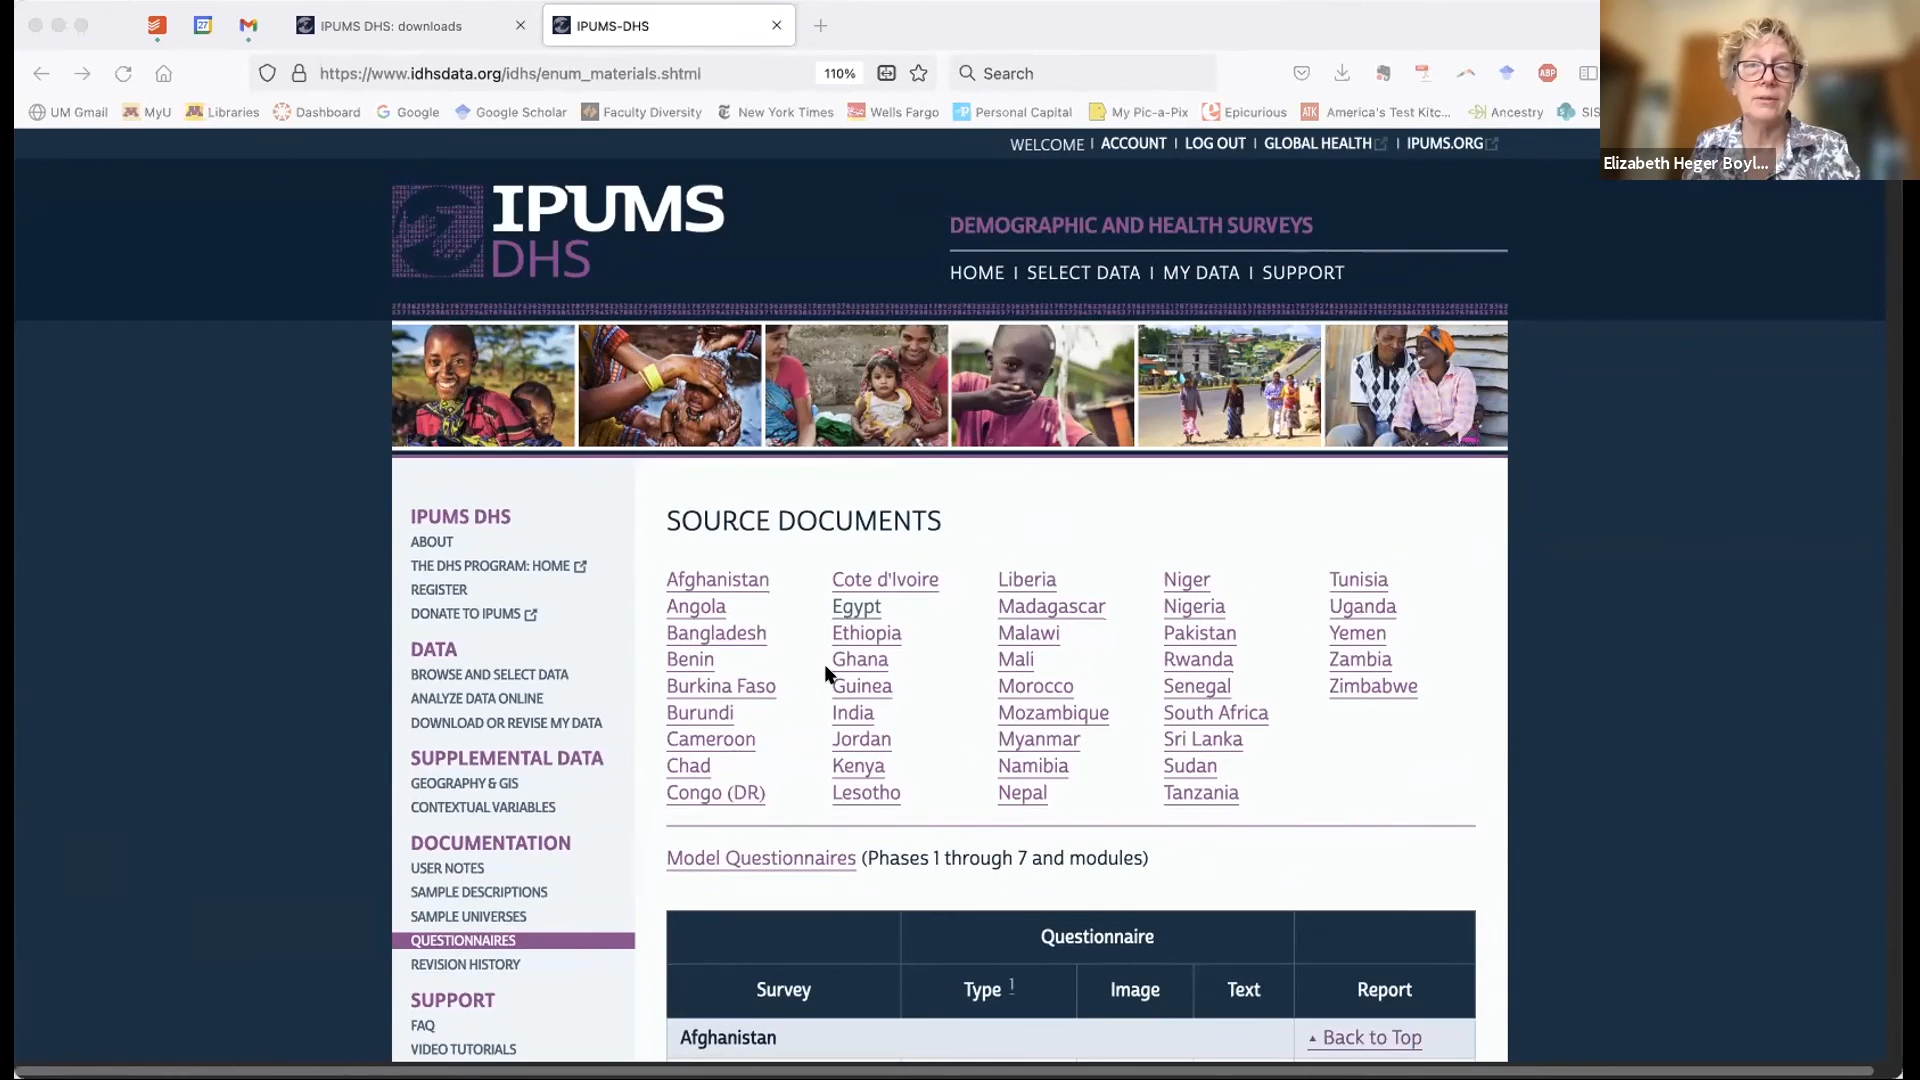 IPUMS DHS: downloads
IPUMS-DHS
27
https://www.idhsdata.org/idhs/enum_materials.shtml
110%
Search
ABP
UM Gmail
MyU
Libraries
Dashboard
Google
Google Scholar
Faculty Diversity
New York Times
Wells Fargo
Personal Capital
My Pic-a-Pix
Epicurious
ATK
America's Test Kitc...
Ancestry
SIS
Elizabeth Heger Boyl...
WELCOME | ACCOUNT | LOG OUT | GLOBAL HEALTH | IPUMS.ORG
IPUMS
DHS
DEMOGRAPHIC AND HEALTH SURVEYS
HOME | SELECT DATA | MY DATA | SUPPORT
IPUMS DHS
ABOUT
THE DHS PROGRAM: HOME
REGISTER
DONATE TO IPUMS
DATA
BROWSE AND SELECT DATA
ANALYZE DATA ONLINE
DOWNLOAD OR REVISE MY DATA
SUPPLEMENTAL DATA
GEOGRAPHY & GIS
CONTEXTUAL VARIABLES
DOCUMENTATION
USER NOTES
SAMPLE DESCRIPTIONS
SAMPLE UNIVERSES
QUESTIONNAIRES
REVISION HISTORY
SUPPORT
FAQ
VIDEO TUTORIALS
SOURCE DOCUMENTS
Afghanistan
Angola
Bangladesh
Benin
Burkina Faso
Burundi
Cameroon
Chad
Congo (DR)
Cote d'Ivoire
Egypt
Ethiopia
Ghana
Guinea
India
Jordan
Kenya
Lesotho
Liberia
Madagascar
Malawi
Mali
Morocco
Mozambique
Myanmar
Namibia
Nepal
Niger
Nigeria
Pakistan
Rwanda
Senegal
South Africa
Sri Lanka
Sudan
Tanzania
Tunisia
Uganda
Yemen
Zambia
Zimbabwe
Model Questionnaires (Phases 1 through 7 and modules)
Questionnaire
Survey
Type 1
Image
Text
Report
Afghanistan
Back to Top